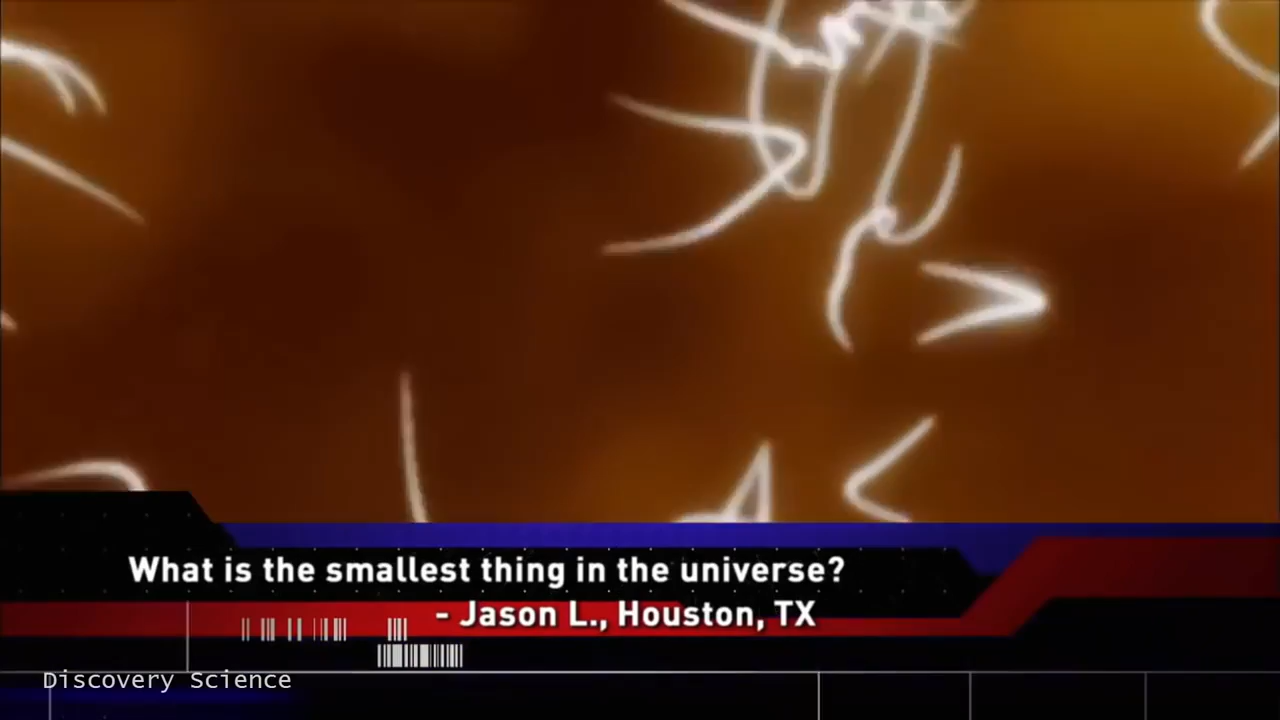 What is the smallest thing in the universe?
- Jason L., Houston, TX
Discovery Science